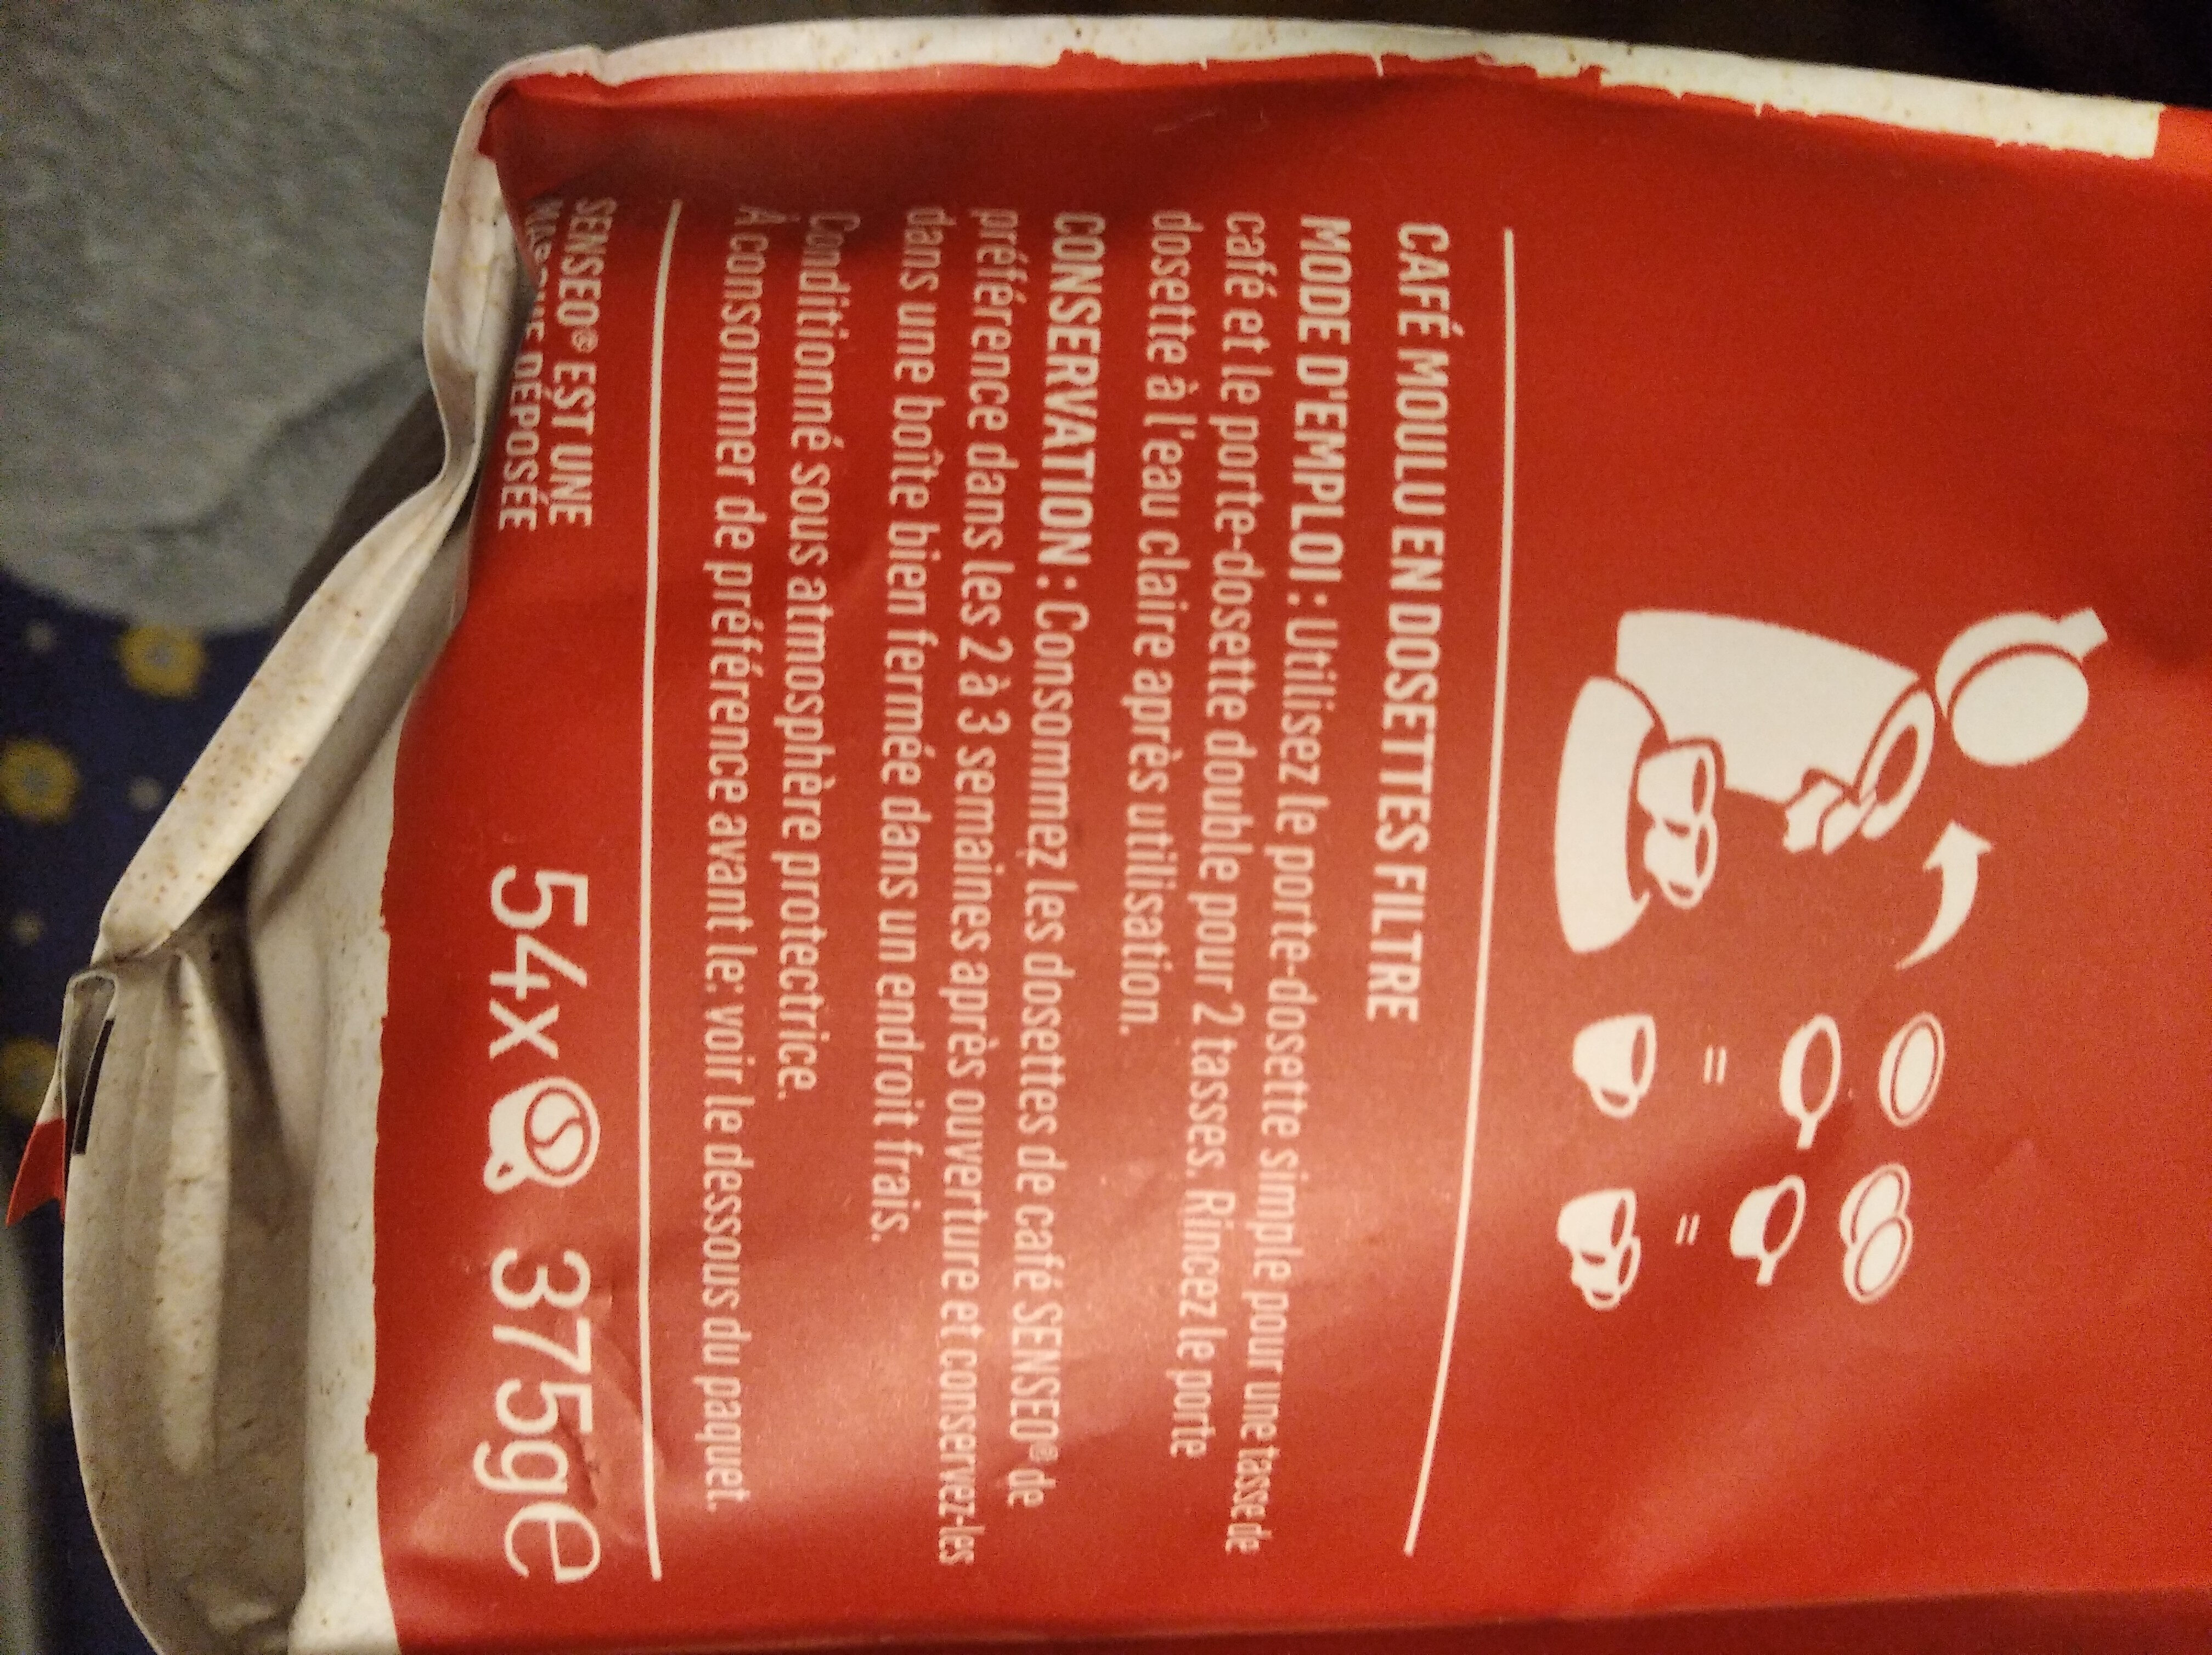 =
=
CAFÉ MOULU EN DOSETTES FILTRE
MODE D'EMPLOI : Utilisez le porte-dosette simple pour une tasse de
café et le porte-dosette double pour 2 tasses. Rincez le porte
dosette à l'eau claire après utilisation.
CONSERVATION : Consommez les dosettes de café SENSEO® de
préférence dans les 2 à 3 semaines après ouverture et conservez-les
dans une boîte bien fermée dans un endroit frais.
Conditionné sous atmosphère protectrice.
À consommer de préférence avant le: voir le dessous du paquet.
SENSEO® EST UNE
MARQUE DÉPOSÉE
54x 375g e